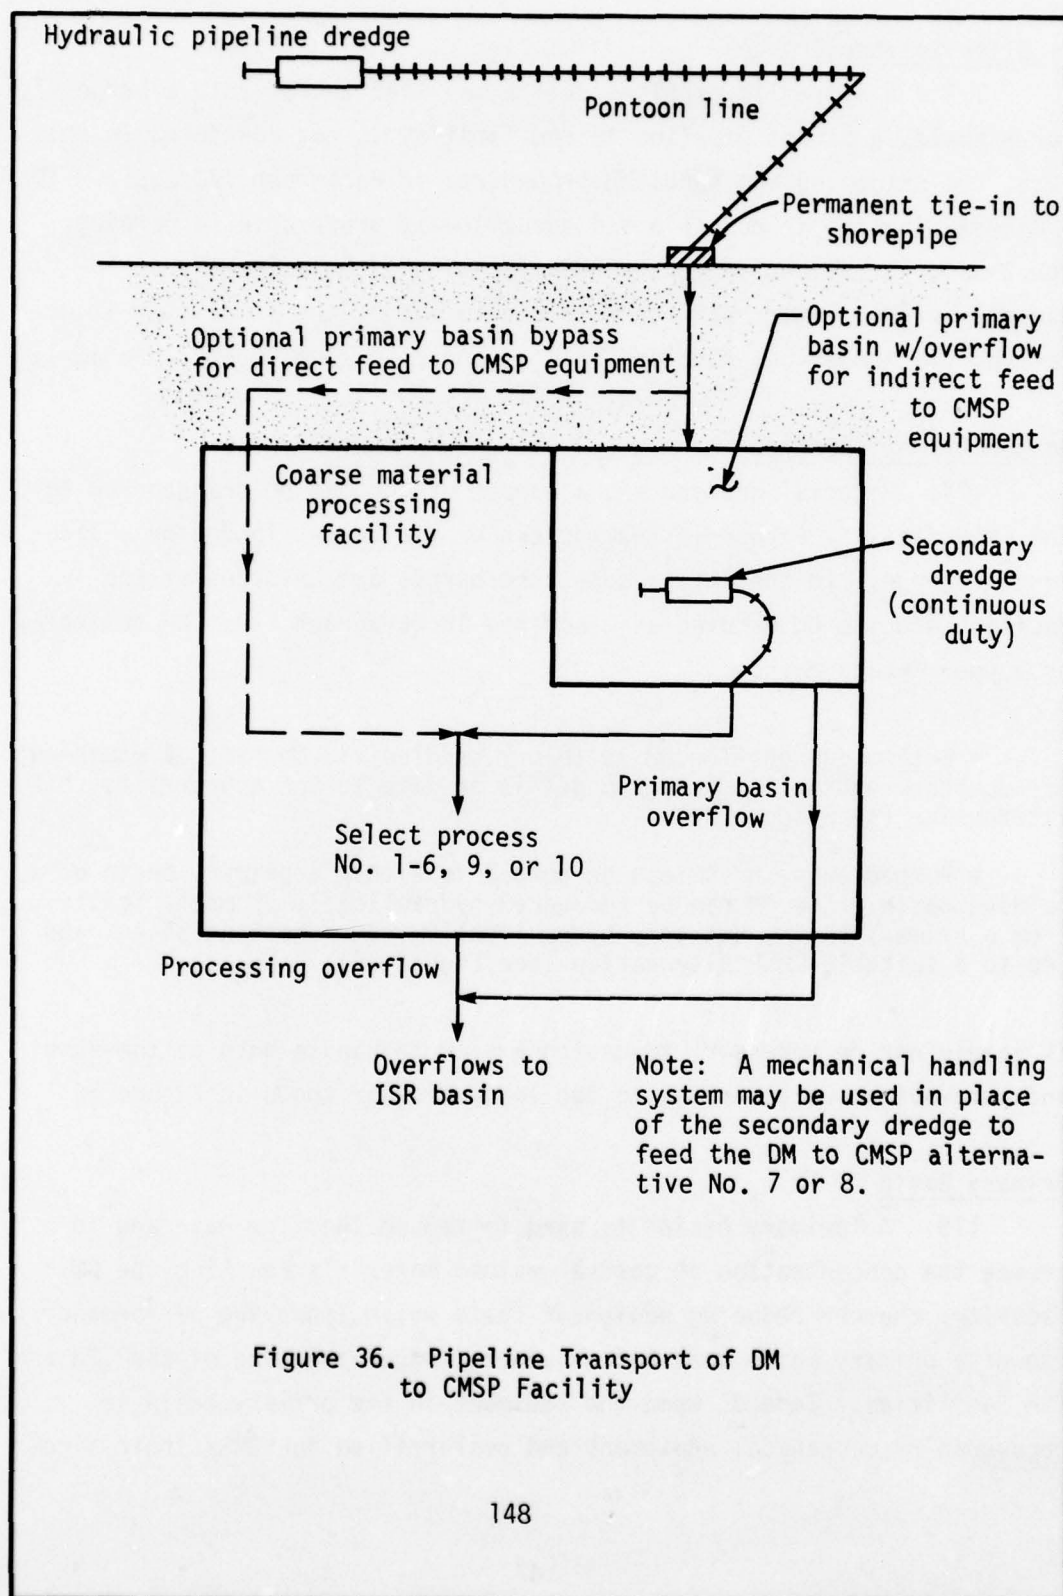 Hydraulic pipeline dredge
Pontoon line
Permanent tie-in to
shorepipe
Optional primary basin bypass
for direct feed to CMSP equipment
Optional primary
basin w/overflow
for indirect feed
to CMSP
equipment
Coarse material
processing
facility
Secondary
dredge
(continuous
duty)
Primary basin
overflow
Select process
No. 1-6, 9, or 10
Processing overflow
Overflows to
ISR basin
Note: A mechanical handling
system may be used in place
of the secondary dredge to
feed the DM to CMSP alterna-
tive No. 7 or 8.
Figure 36. Pipeline Transport of DM
to CMSP Facility
148